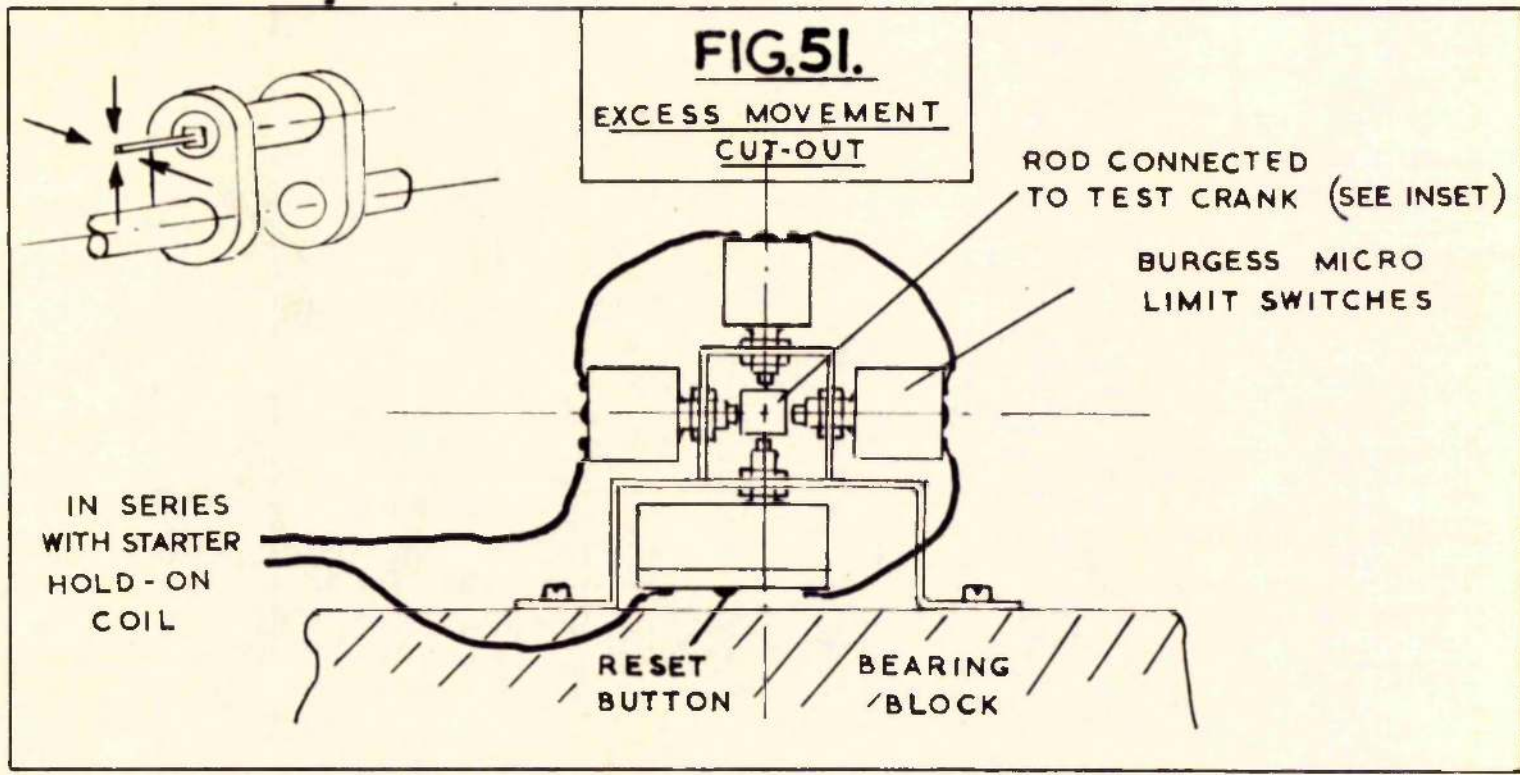 FIG.51.
EXCESS MOVEMENT
CUT-OUT
ROD CONNECTED
TO TEST CRANK (SEE INSET)
BURGESS MICRO
LIMIT SWITCHES
IN SERIES
WITH STARTER
HOLD-ON
COIL
RESET
BUTTON
BEARING
BLOCK